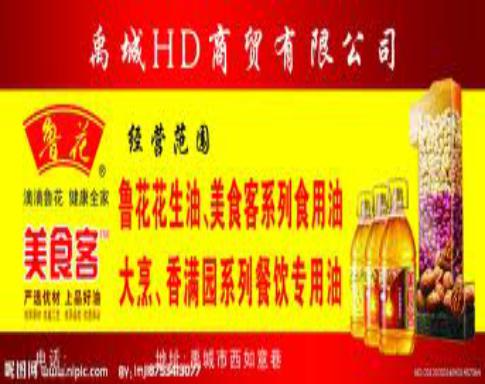 禹城HD商贸有限公司
鲁花
®
滴滴鲁花 健康全家
经营范围
鲁花花生油、美食客系列食用油
美食客
严选优材 上品好油
大烹、香满园系列餐饮专用油
电话:
地址:禹城市西如意巷
昵图网 www.nipic.com